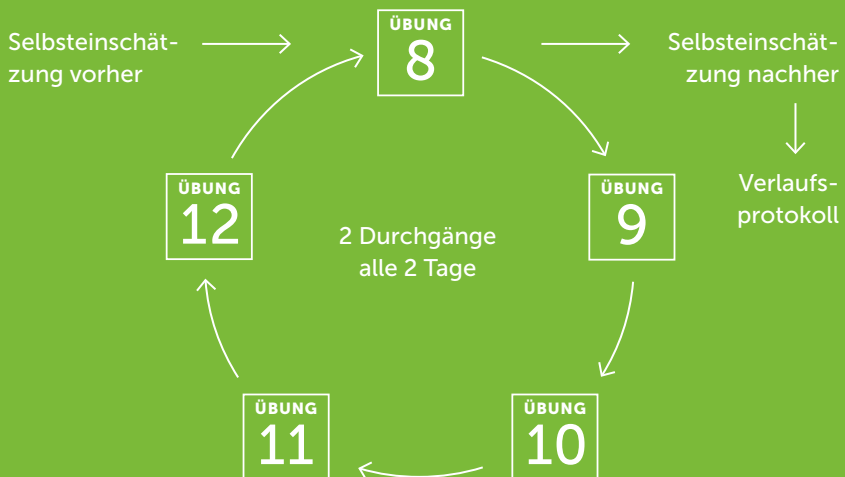 Selbsteinschät-
zung vorher
ÜBUNG
8
Selbsteinschät-
zung nachher
Verlaufs-
protokoll
ÜBUNG
12
2 Durchgänge
alle 2 Tage
ÜBUNG
9
ÜBUNG
11
ÜBUNG
10